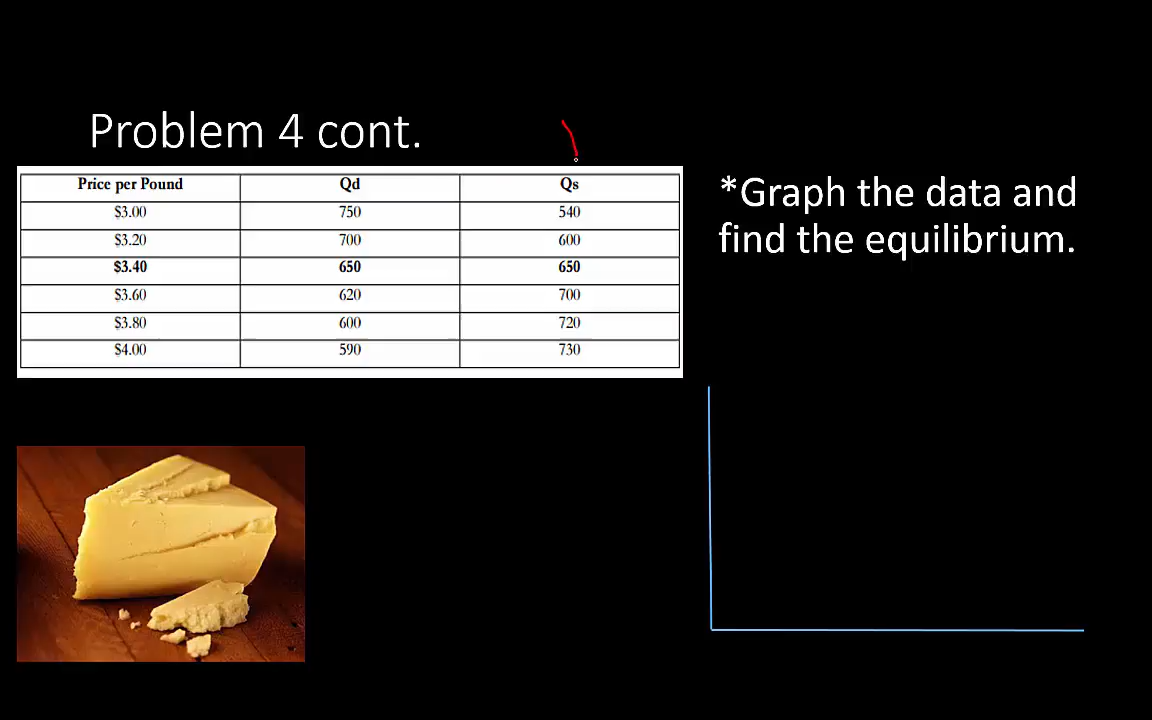 Problem 4 cont.
Price per Pound Qd Qs
$3.00 750 540
$3.20 700 600
$3.40 650 650
$3.60 620 700
$3.80 600 720
$4.00 590 730
*Graph the data and
find the equilibrium.